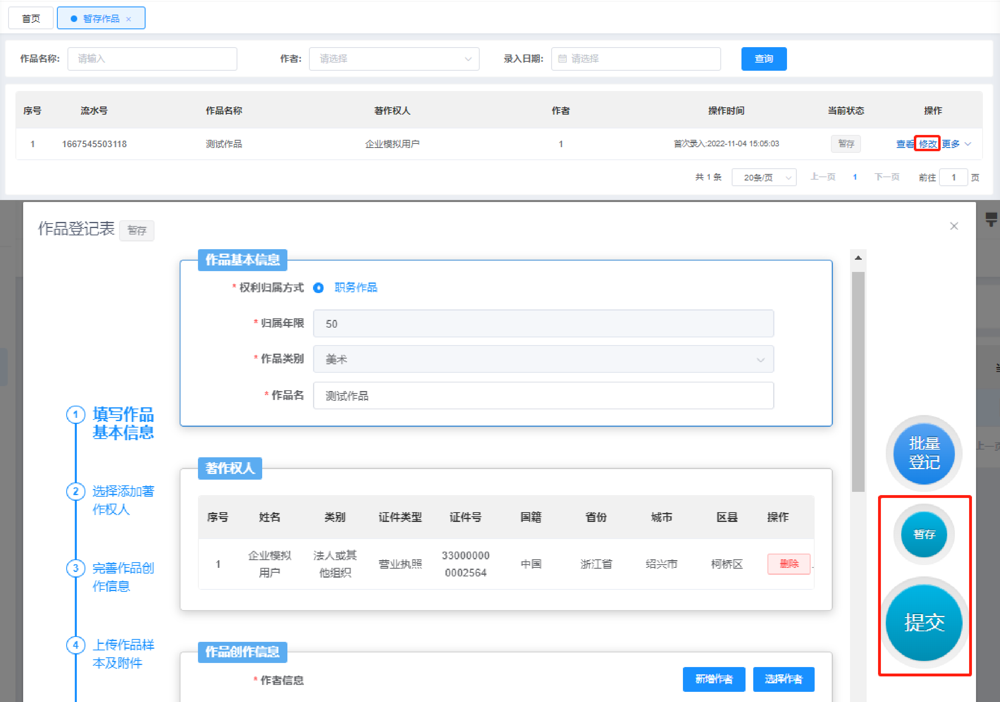 首页
暂存作品 ×
作品名称: 请输入 作者: 请选择 录入日期: 请选择 查询
序号 流水号 作品名称 著作权人 作者 操作时间 当前状态 操作
1 1667545503118 测试作品 企业模拟用户 1 首次录入:2022-11-04 15:05:03 暂存 查看 修改 更多
共 1 条 20条/页 上一页 1 下一页 前往 1 页
作品登记表 暂存
作品基本信息
* 权利归属方式 职务作品
* 归属年限 50
* 作品类别 美术
* 作品名 测试作品
1 填写作品
基本信息
2 选择添加著
作权人
3 完善作品创
作信息
4 上传作品样
本及附件
著作权人
序号 姓名 类别 证件类型 证件号 国籍 省份 城市 区县 操作
1 企业模拟 法人或其 营业执照 33000000 中国 浙江省 绍兴市 柯桥区 删除
用户 他组织 0002564
作品创作信息
* 作者信息 新增作者 选择作者
批量
登记
暂存
提交
上一页